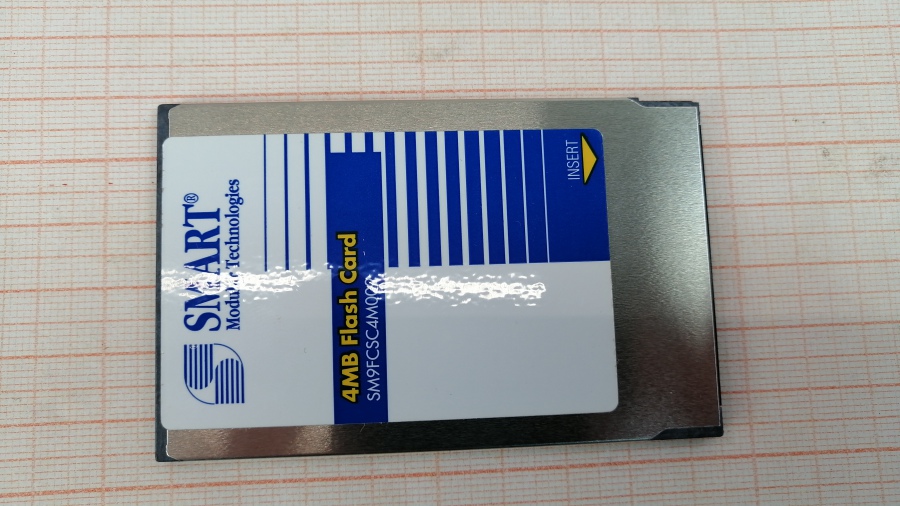 SMART®
Modular Technologies
4MB Flash Card
INSERT